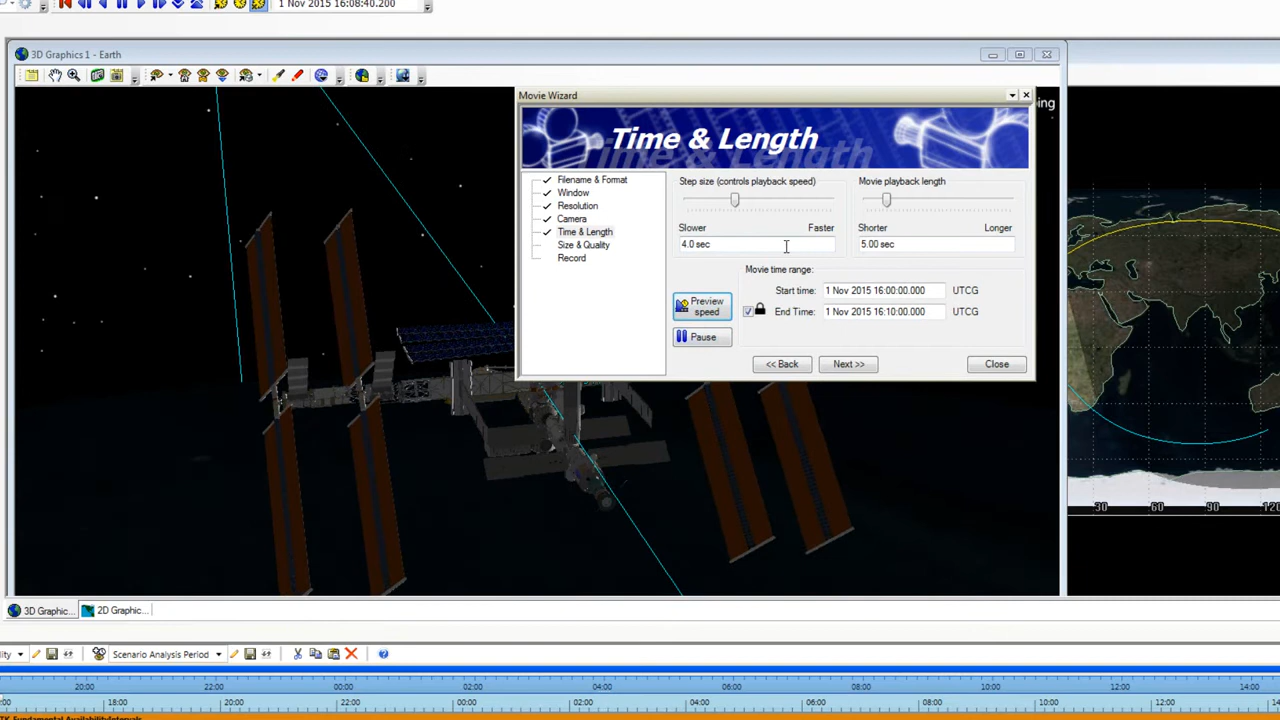 1 Nov 2015 16:08:40.200
3D Graphics 1 - Earth
Movie Wizard
Time & Length
Filename & Format
Window
Resolution
Camera
Time & Length
Size & Quality
Record
Step size (controls playback speed)
Slower Faster
4.0 sec
Movie playback length
Shorter Longer
5.00 sec
Movie time range:
Start time: 1 Nov 2015 16:00:00.000 UTCG
End Time: 1 Nov 2015 16:10:00.000 UTCG
Preview speed
Pause
<< Back Next >> Close
30 60 90
3D Graphic... 2D Graphic...
Scenario Analysis Period
20:00 22:00 00:00 02:00 04:00 06:00 08:00 10:00 12:00 14:00
18:00 20:00 22:00 00:00 02:00 04:00 06:00 08:00 10:00 12:00